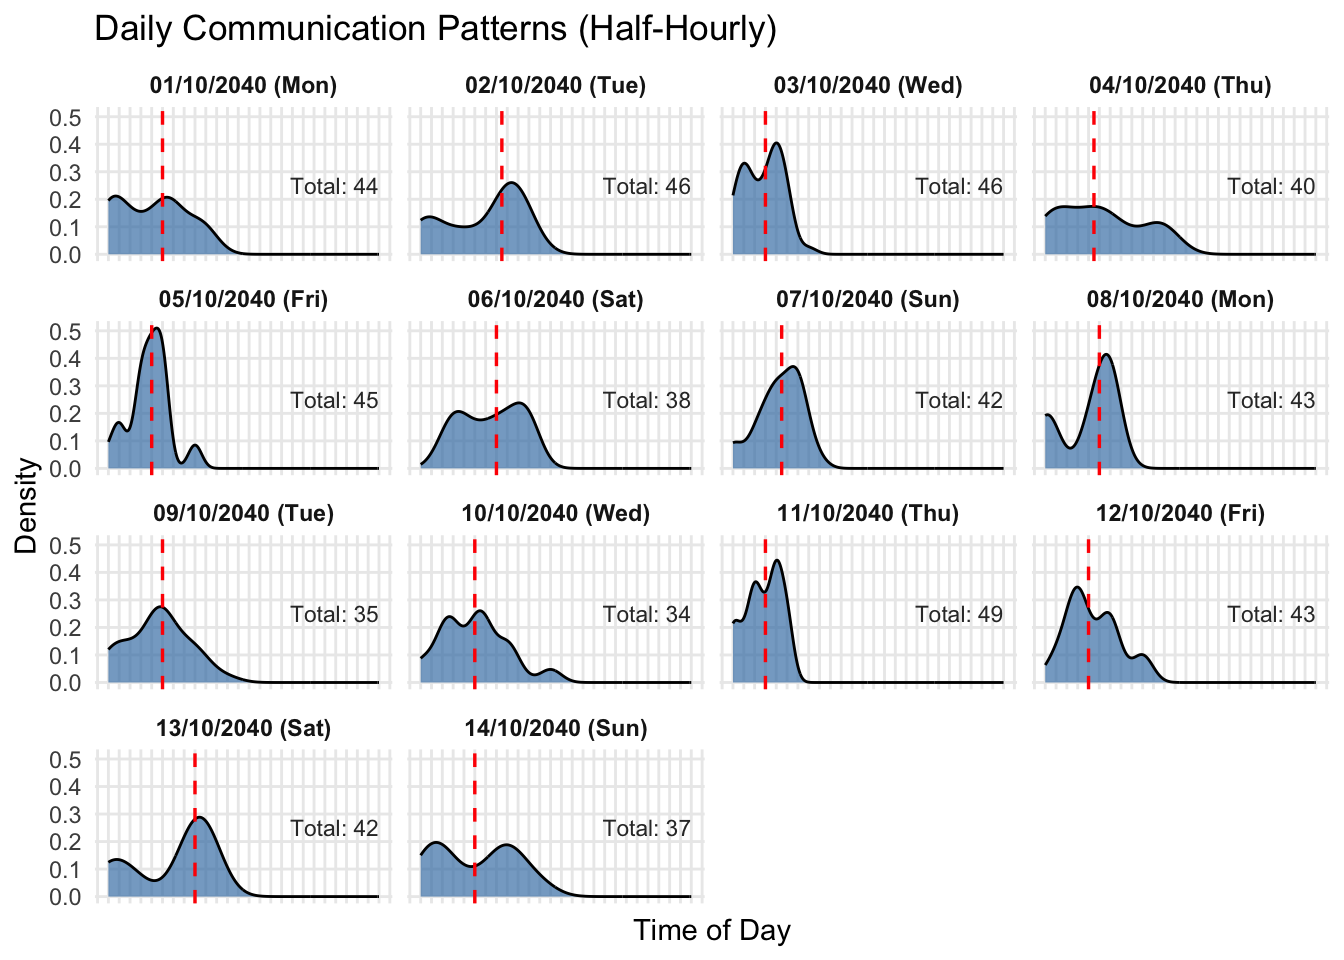 Daily Communication Patterns (Half-Hourly)
01/10/2040 (Mon)
02/10/2040 (Tue)
03/10/2040 (Wed)
04/10/2040 (Thu)
0.5
0.4
0.3
0.2
0.1
0.0
Total: 44
Total: 46
Total: 46
Total: 40
05/10/2040 (Fri)
06/10/2040 (Sat)
07/10/2040 (Sun)
08/10/2040 (Mon)
0.5
0.4
0.3
0.2
0.1
0.0
Total: 45
Total: 38
Total: 42
Total: 43
Density
09/10/2040 (Tue)
10/10/2040 (Wed)
11/10/2040 (Thu)
12/10/2040 (Fri)
0.5
0.4
0.3
0.2
0.1
0.0
Total: 35
Total: 34
Total: 49
Total: 43
13/10/2040 (Sat)
14/10/2040 (Sun)
0.5
0.4
0.3
0.2
0.1
0.0
Total: 42
Total: 37
Time of Day